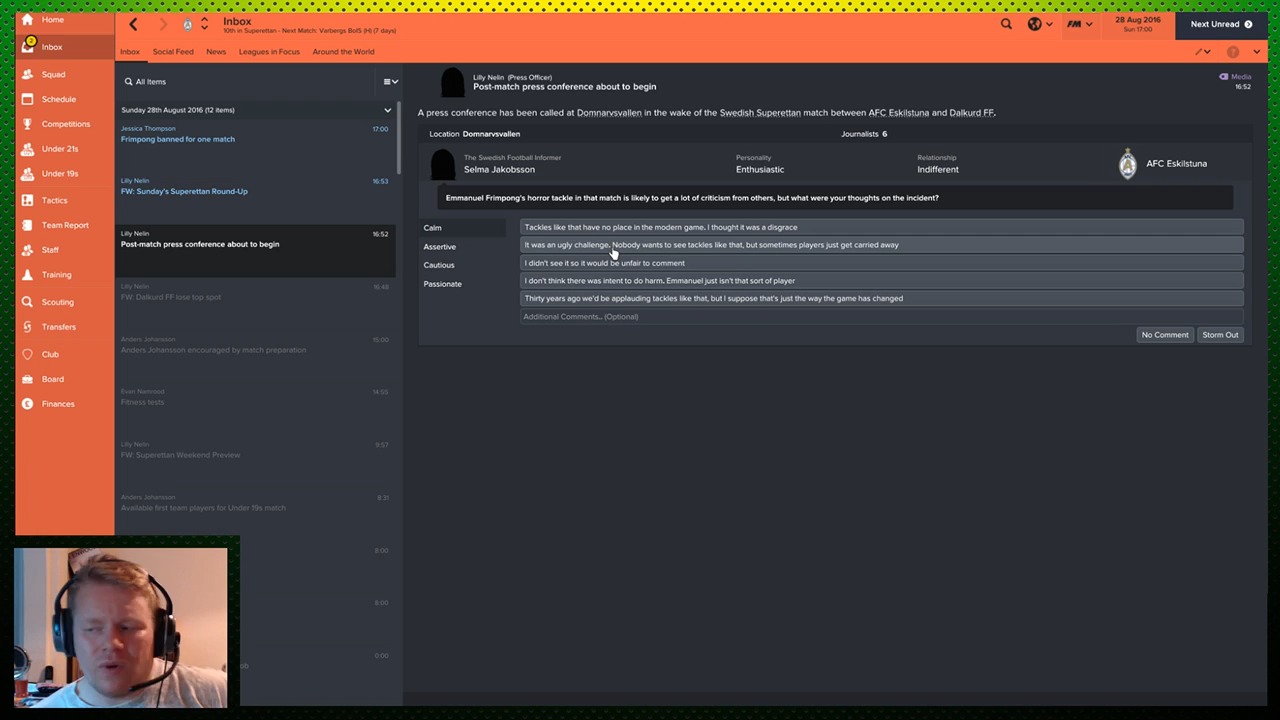 Home
Inbox
2
Squad
Schedule
Competitions
Under 21s
Under 19s
Tactics
Team Report
Staff
Training
Scouting
Transfers
Club
Board
Finances
Inbox
10th in Superettan - Next Match: Varbergs BoIS (H) (7 days)
FM
28 Aug 2016
Sun 17:00
Next Unread
Inbox
Social Feed
News
Leagues in Focus
Around the World
All Items
Sunday 28th August 2016 (12 items)
Jessica Thompson
17:00
Frimpong banned for one match
Lilly Nelin
16:53
FW: Sunday's Superettan Round-Up
Lilly Nelin
16:52
Post-match press conference about to begin
Lilly Nelin
16:48
FW: Dalkurd FF lose top spot
Anders Johansson
15:00
Anders Johansson encouraged by match preparation
Evan Norwood
14:55
Fitness tests
Lilly Nelin
9:57
FW: Superettan Weekend Preview
Anders Johansson
8:31
Available first team players for Under 19s match
8:00
8:00
0:00
ob
Lilly Nelin (Press Officer)
Post-match press conference about to begin
Media
16:52
A press conference has been called at Domnarvsvallen in the wake of the Swedish Superettan match between AFC Eskilstuna and Dalkurd FF.
Location Domnarvsvallen
Journalists 6
The Swedish Football Informer
Selma Jakobsson
Personality
Enthusiastic
Relationship
Indifferent
AFC Eskilstuna
Emmanuel Frimpong's horror tackle in that match is likely to get a lot of criticism from others, but what were your thoughts on the incident?
Calm
Assertive
Cautious
Passionate
Tackles like that have no place in the modern game. I thought it was a disgrace
It was an ugly challenge. Nobody wants to see tackles like that, but sometimes players just get carried away
I didn't see it so it would be unfair to comment
I don't think there was intent to do harm. Emmanuel just isn't that sort of player
Thirty years ago we'd be applauding tackles like that, but I suppose that's just the way the game has changed
Additional Comments.. (Optional)
No Comment
Storm Out